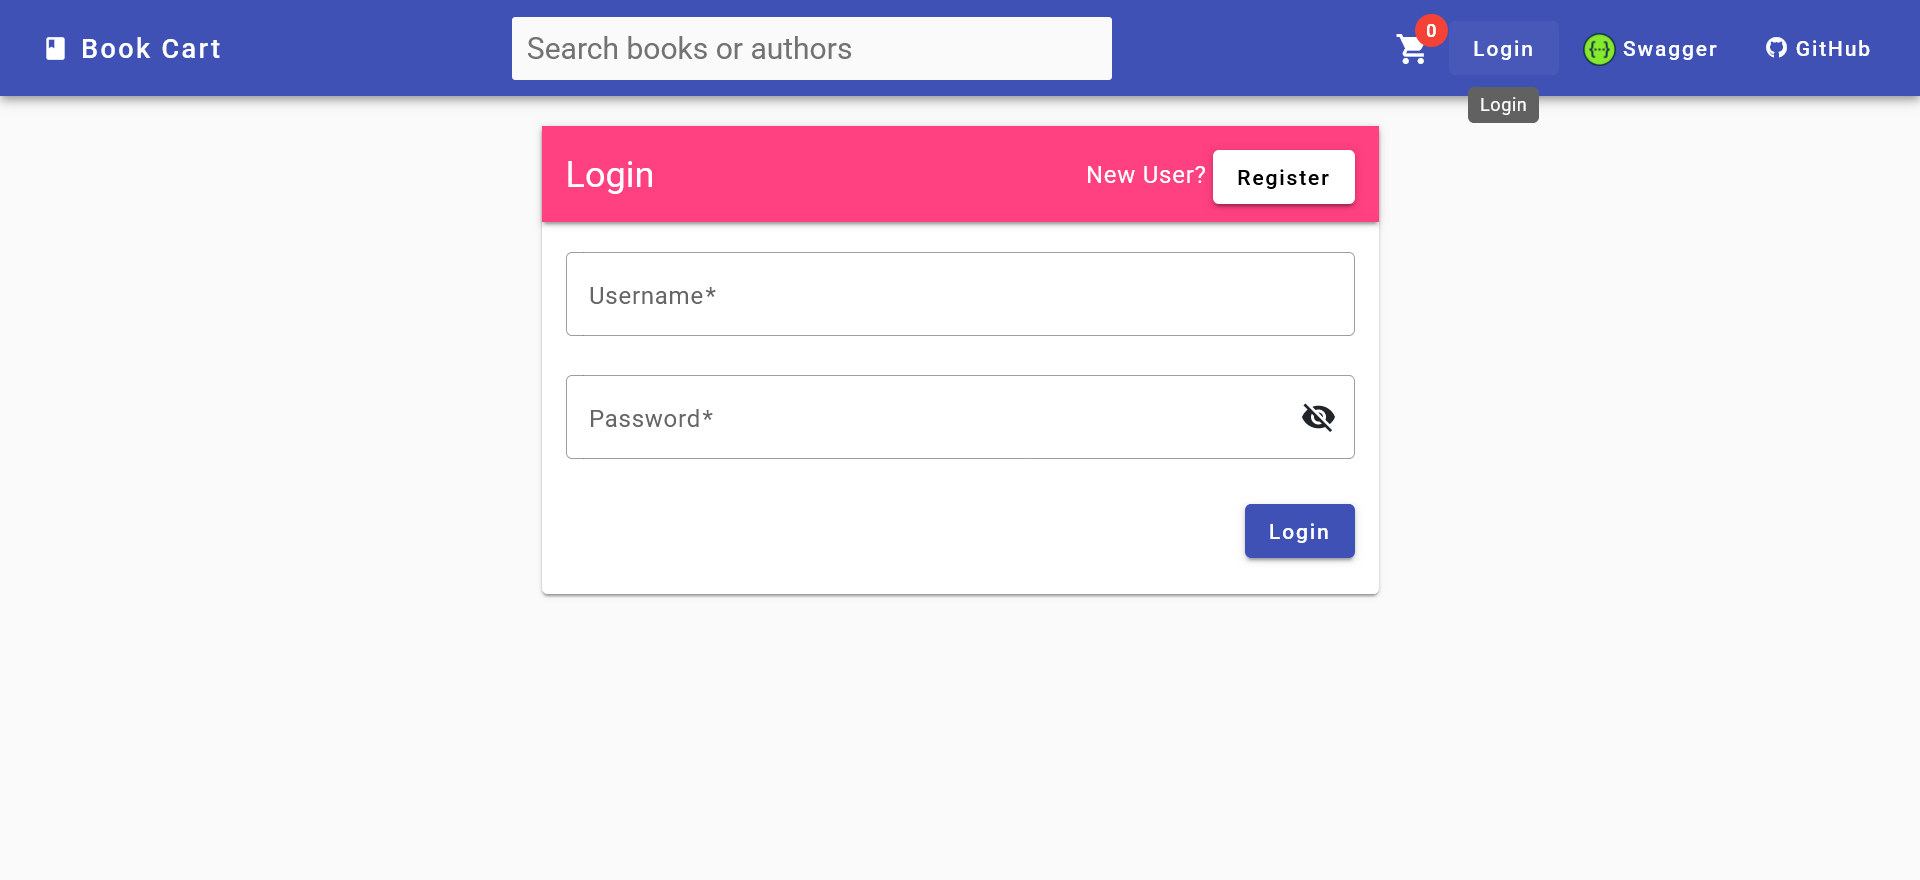 Book Cart
Search books or authors
0
Login
{···} Swagger
GitHub
Login
Login
New User?
Register
Username*
Password*
Login